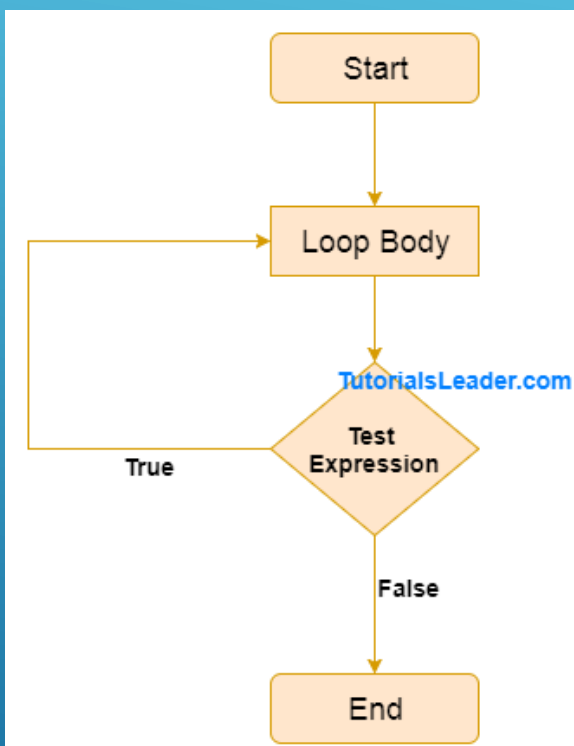 Start
Loop Body
TutorialsLeader.com
Test
Expression
True
False
End